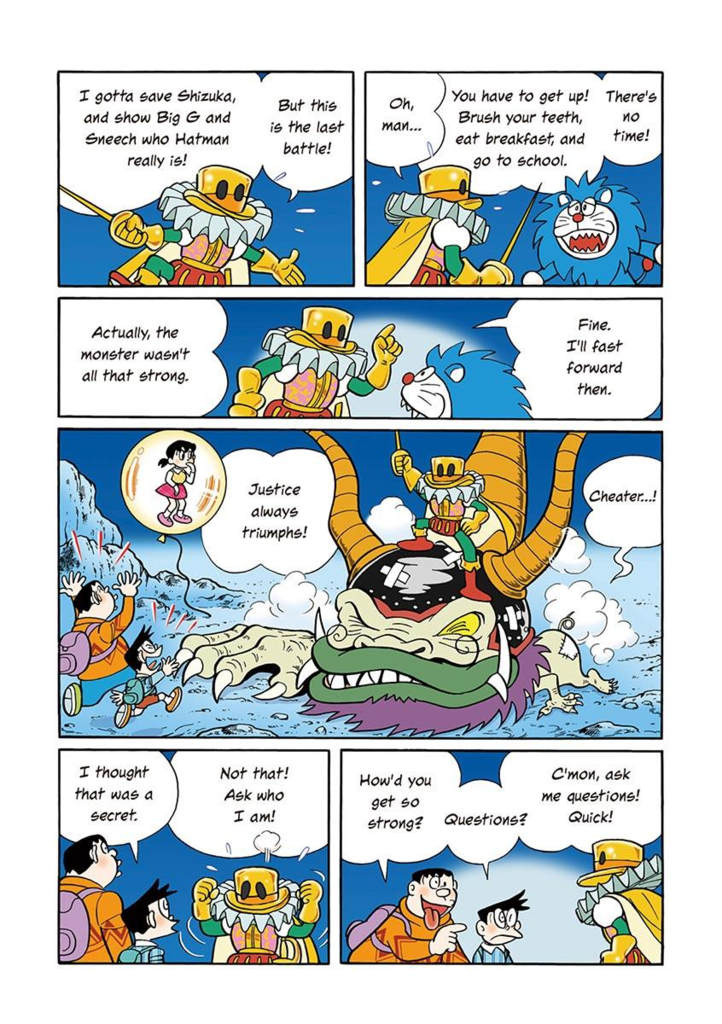 I gotta save Shizuka,
and show Big G and
Sneech who Hatman
really is!
But this
is the last
battle!
Oh,
man...
You have to get up!
Brush your teeth,
eat breakfast, and
go to school.
There's
no
time!
Actually, the
monster wasn't
all that strong.
Fine.
I'll fast
forward
then.
Justice
always
triumphs!
Cheater...!
I thought
that was a
secret.
Not that!
Ask who
I am!
How'd you
get so
strong?
Questions?
C'mon, ask
me questions!
Quick!